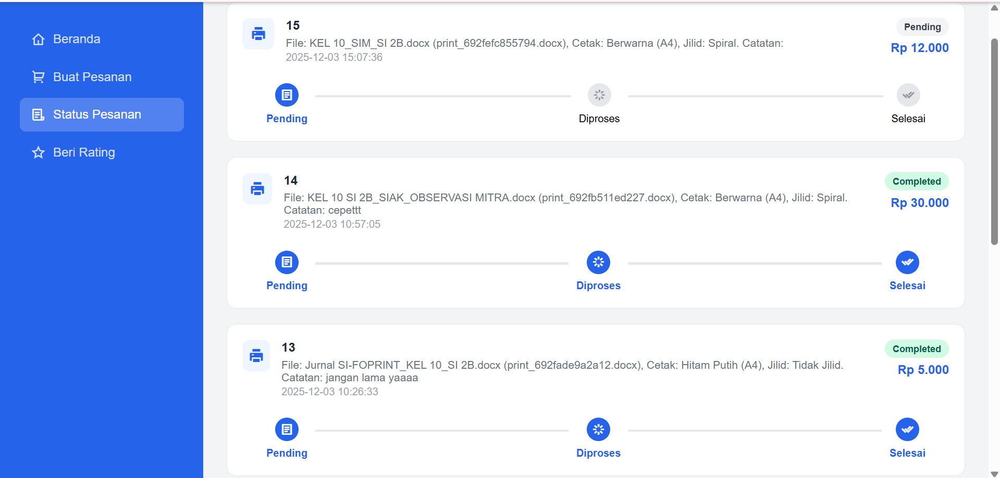 Beranda
Buat Pesanan
Status Pesanan
Beri Rating
15
Pending
File: KEL 10_SIM_SI 2B.docx (print_692fefc855794.docx), Cetak: Berwarna (A4), Jilid: Spiral. Catatan:
Rp 12.000
2025-12-03 15:07:36
Pending
Diproses
Selesai
14
Completed
File: KEL 10 SI 2B_SIAK_OBSERVASI MITRA.docx (print_692fb511ed227.docx), Cetak: Berwarna (A4), Jilid: Spiral.
Catatan: cepettt
Rp 30.000
2025-12-03 10:57:05
Pending
Diproses
Selesai
13
Completed
File: Jurnal SI-FOPRINT_KEL 10_SI 2B.docx (print_692fade9a2a12.docx), Cetak: Hitam Putih (A4), Jilid: Tidak Jilid.
Catatan: jangan lama yaaaa
Rp 5.000
2025-12-03 10:26:33
Pending
Diproses
Selesai